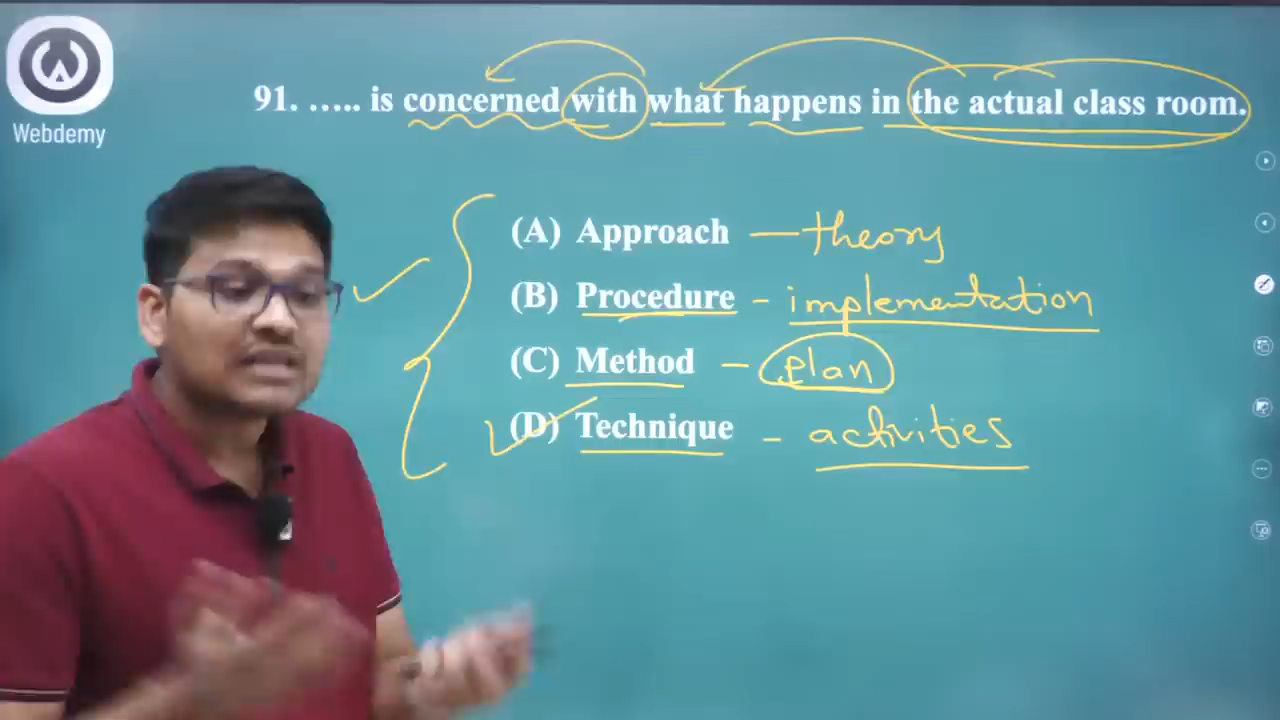 Webdemy
91. ..... is concerned with what happens in the actual class room.
(A) Approach — theory
(B) Procedure - implementation
(C) Method - plan
(D) Technique - activities